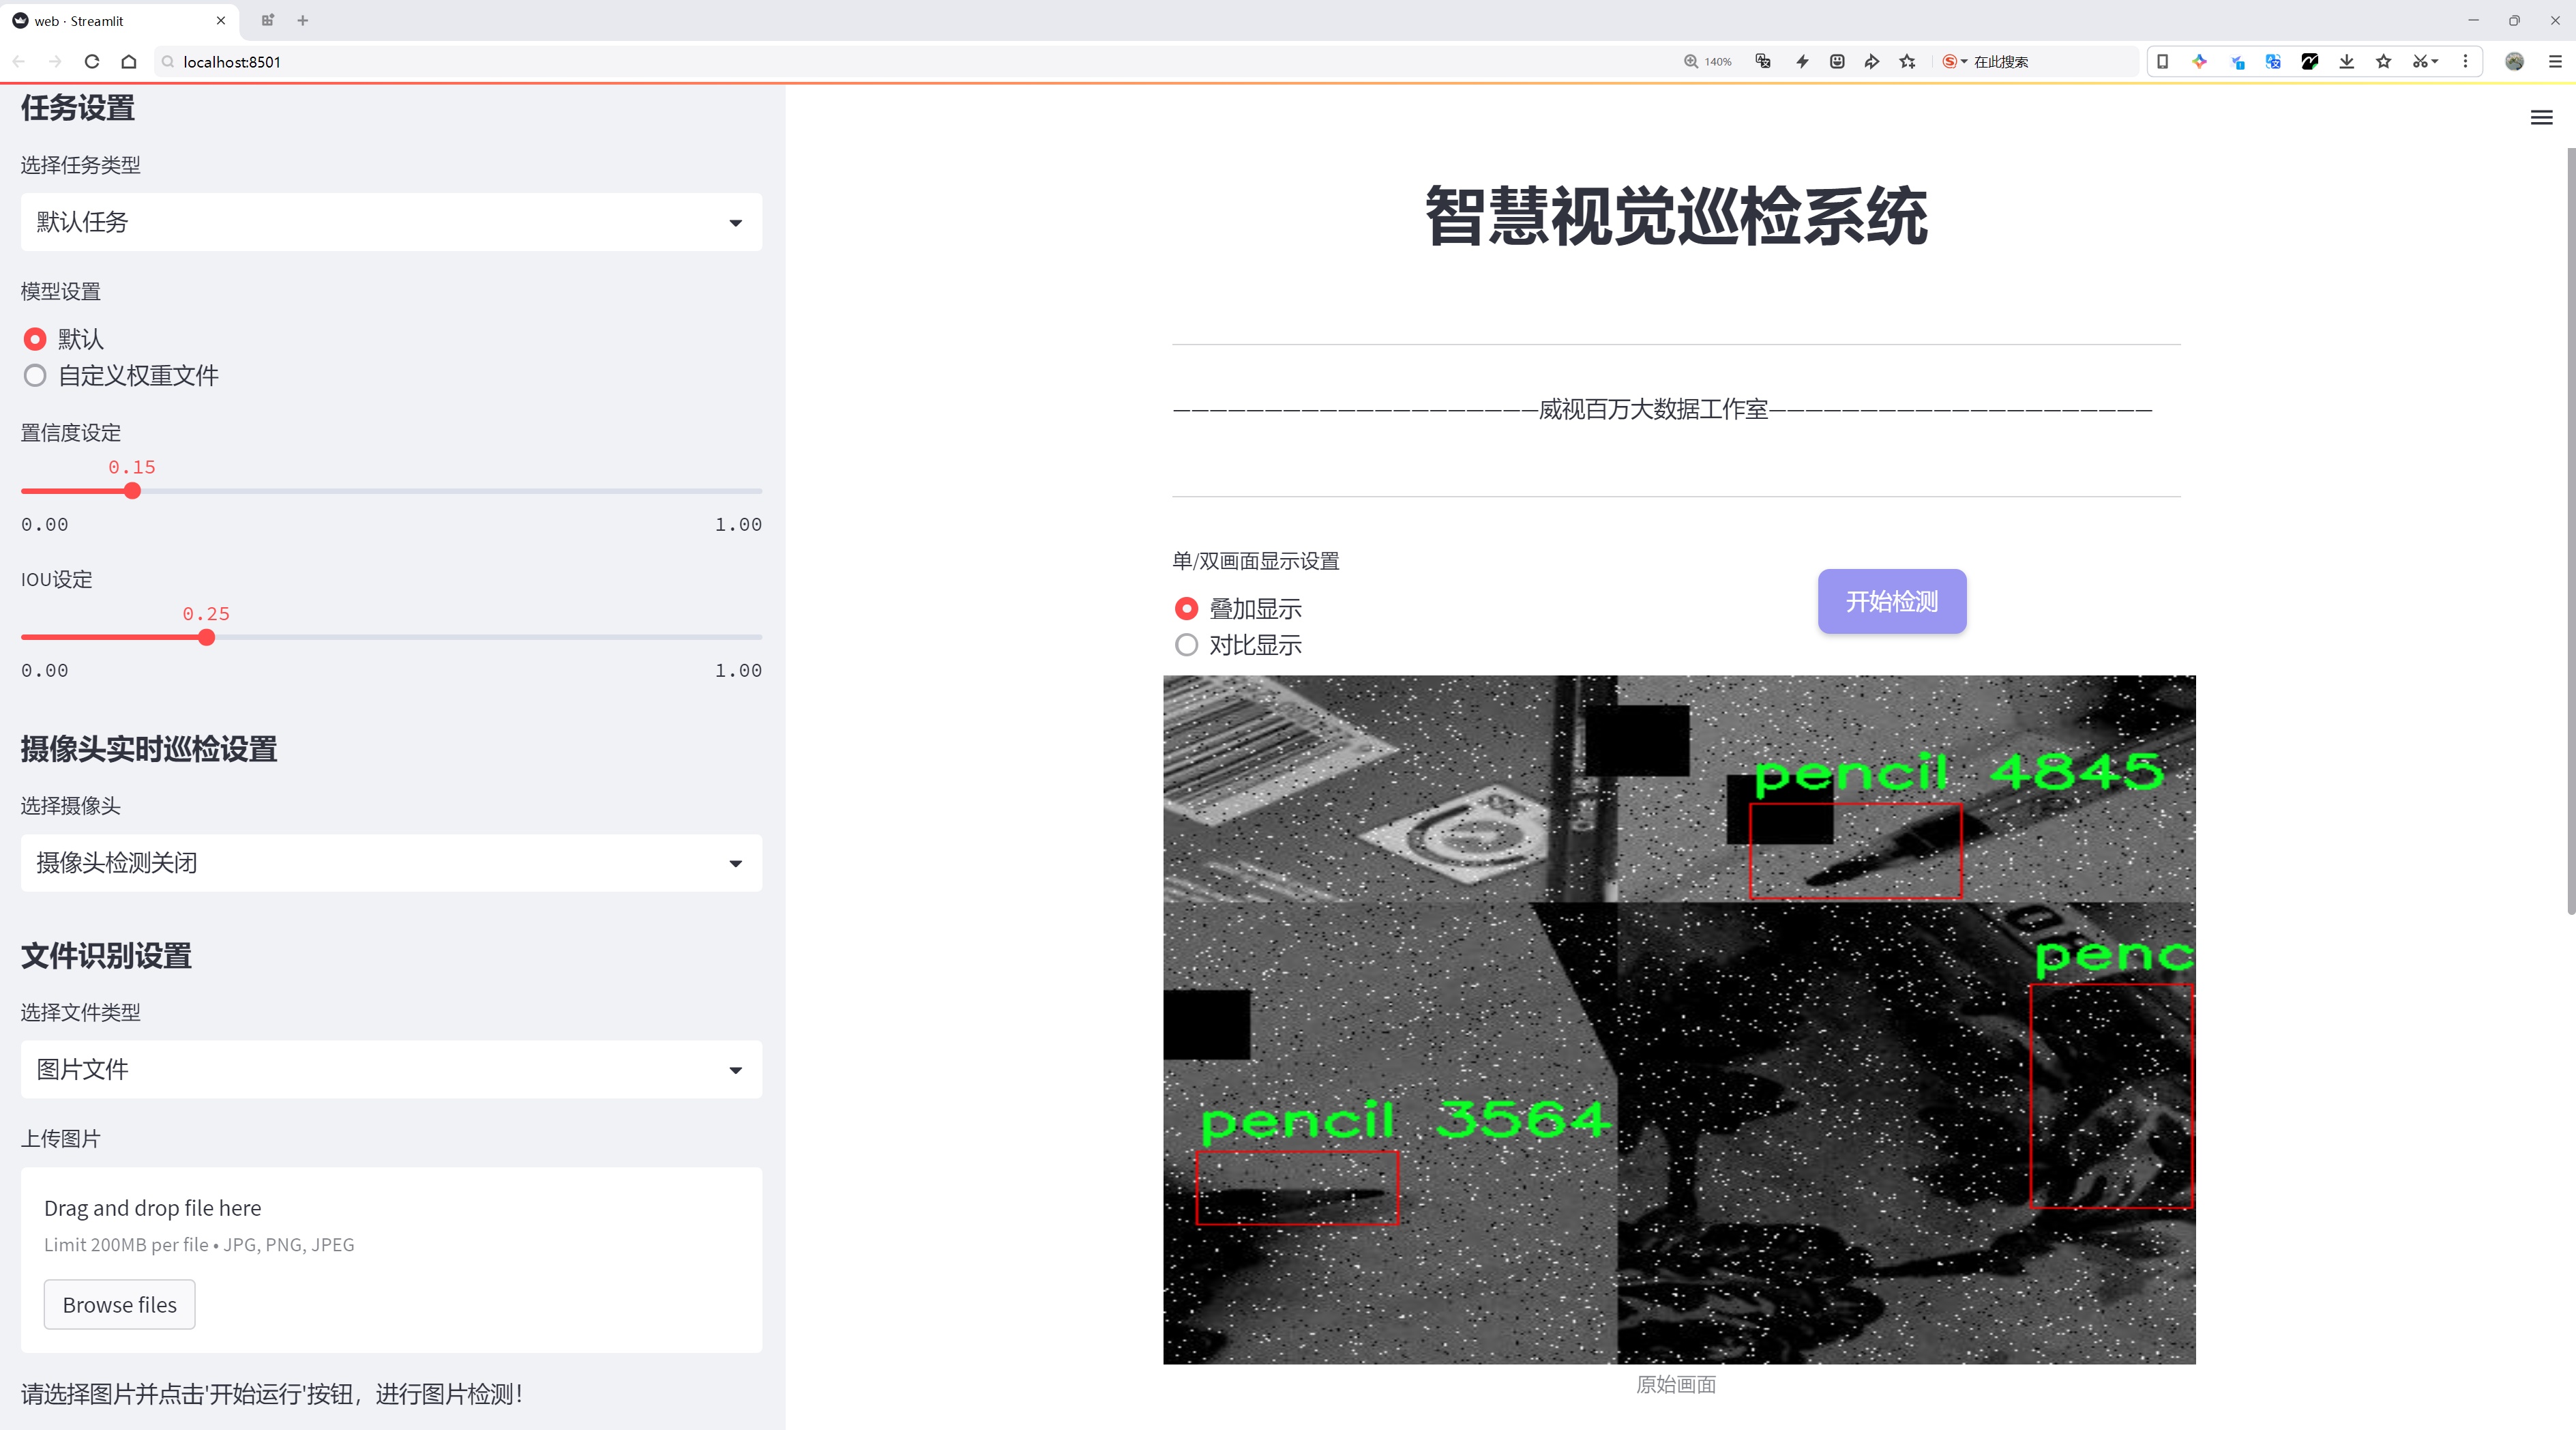 web · Streamlit
localhost:8501
140%
在此搜索
任务设置
选择任务类型
默认任务
模型设置
默认
自定义权重文件
置信度设定
0.15
0.00
1.00
IOU设定
0.25
0.00
1.00
摄像头实时巡检设置
选择摄像头
摄像头检测关闭
文件识别设置
选择文件类型
图片文件
上传图片
Drag and drop file here
Limit 200MB per file • JPG, PNG, JPEG
Browse files
请选择图片并点击'开始运行'按钮，进行图片检测！
智慧视觉巡检系统
————————————————————威视百万大数据工作室—————————————————————
单/双画面显示设置
叠加显示
对比显示
开始检测
pencil 4845
penc
pencil 3564
原始画面